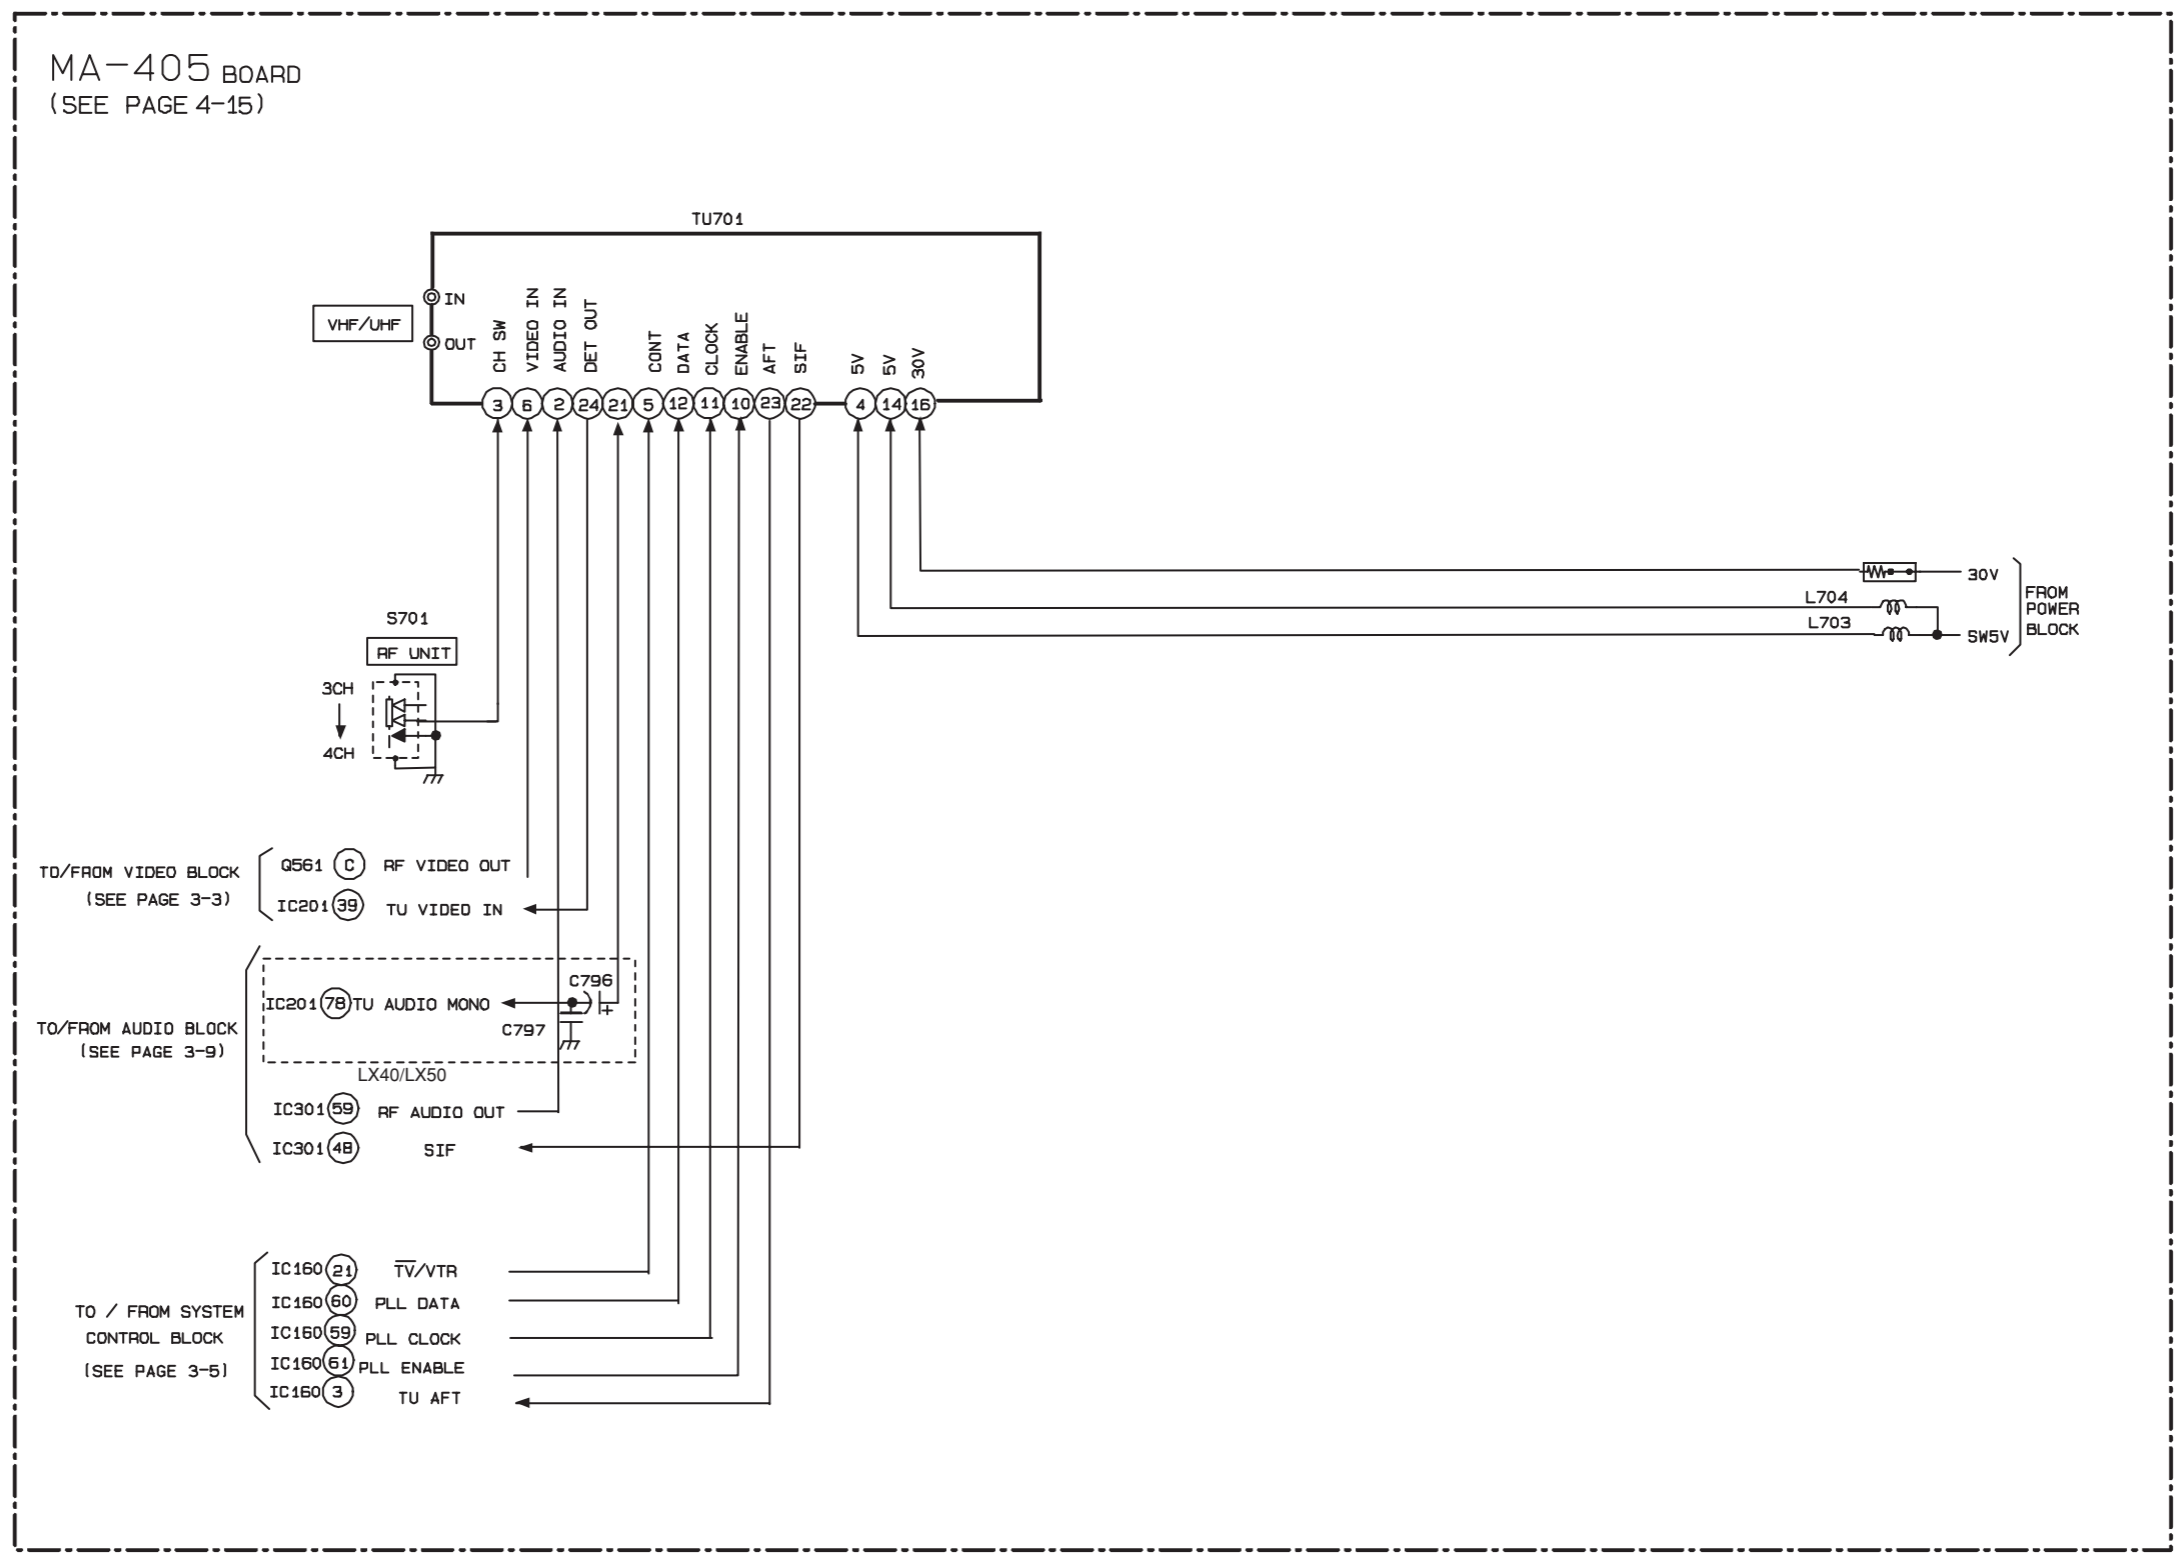 MA-405 BOARD
(SEE PAGE 4-15)
TU701
IN
VHF/UHF
OUT
CH SW
VIDEO IN
AUDIO IN
DET OUT
CONT
DATA
CLOCK
ENABLE
AFT
SIF
5V
5V
30V
3 6 2 24 21 5 12 11 10 23 22 4 14 16
30V
L704
L703
SW5V
FROM
POWER
BLOCK
S701
RF UNIT
3CH
4CH
TO/FROM VIDEO BLOCK
(SEE PAGE 3-3)
Q561 C RF VIDEO OUT
IC201 39 TU VIDEO IN
TO/FROM AUDIO BLOCK
(SEE PAGE 3-9)
C796
IC201 78 TU AUDIO MONO
+
C797
LX40/LX50
IC301 59 RF AUDIO OUT
IC301 48 SIF
TO / FROM SYSTEM
CONTROL BLOCK
(SEE PAGE 3-5)
IC160 21 TV/VTR
IC160 60 PLL DATA
IC160 59 PLL CLOCK
IC160 61 PLL ENABLE
IC160 3 TU AFT